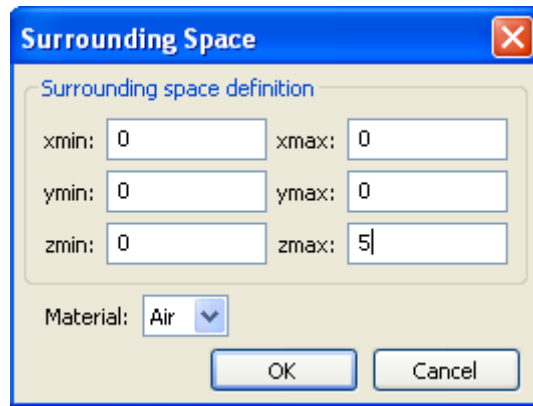 Surrounding Space
Surrounding space definition
xmin: 0 xmax: 0
ymin: 0 ymax: 0
zmin: 0 zmax: 5
Material: Air
OK Cancel